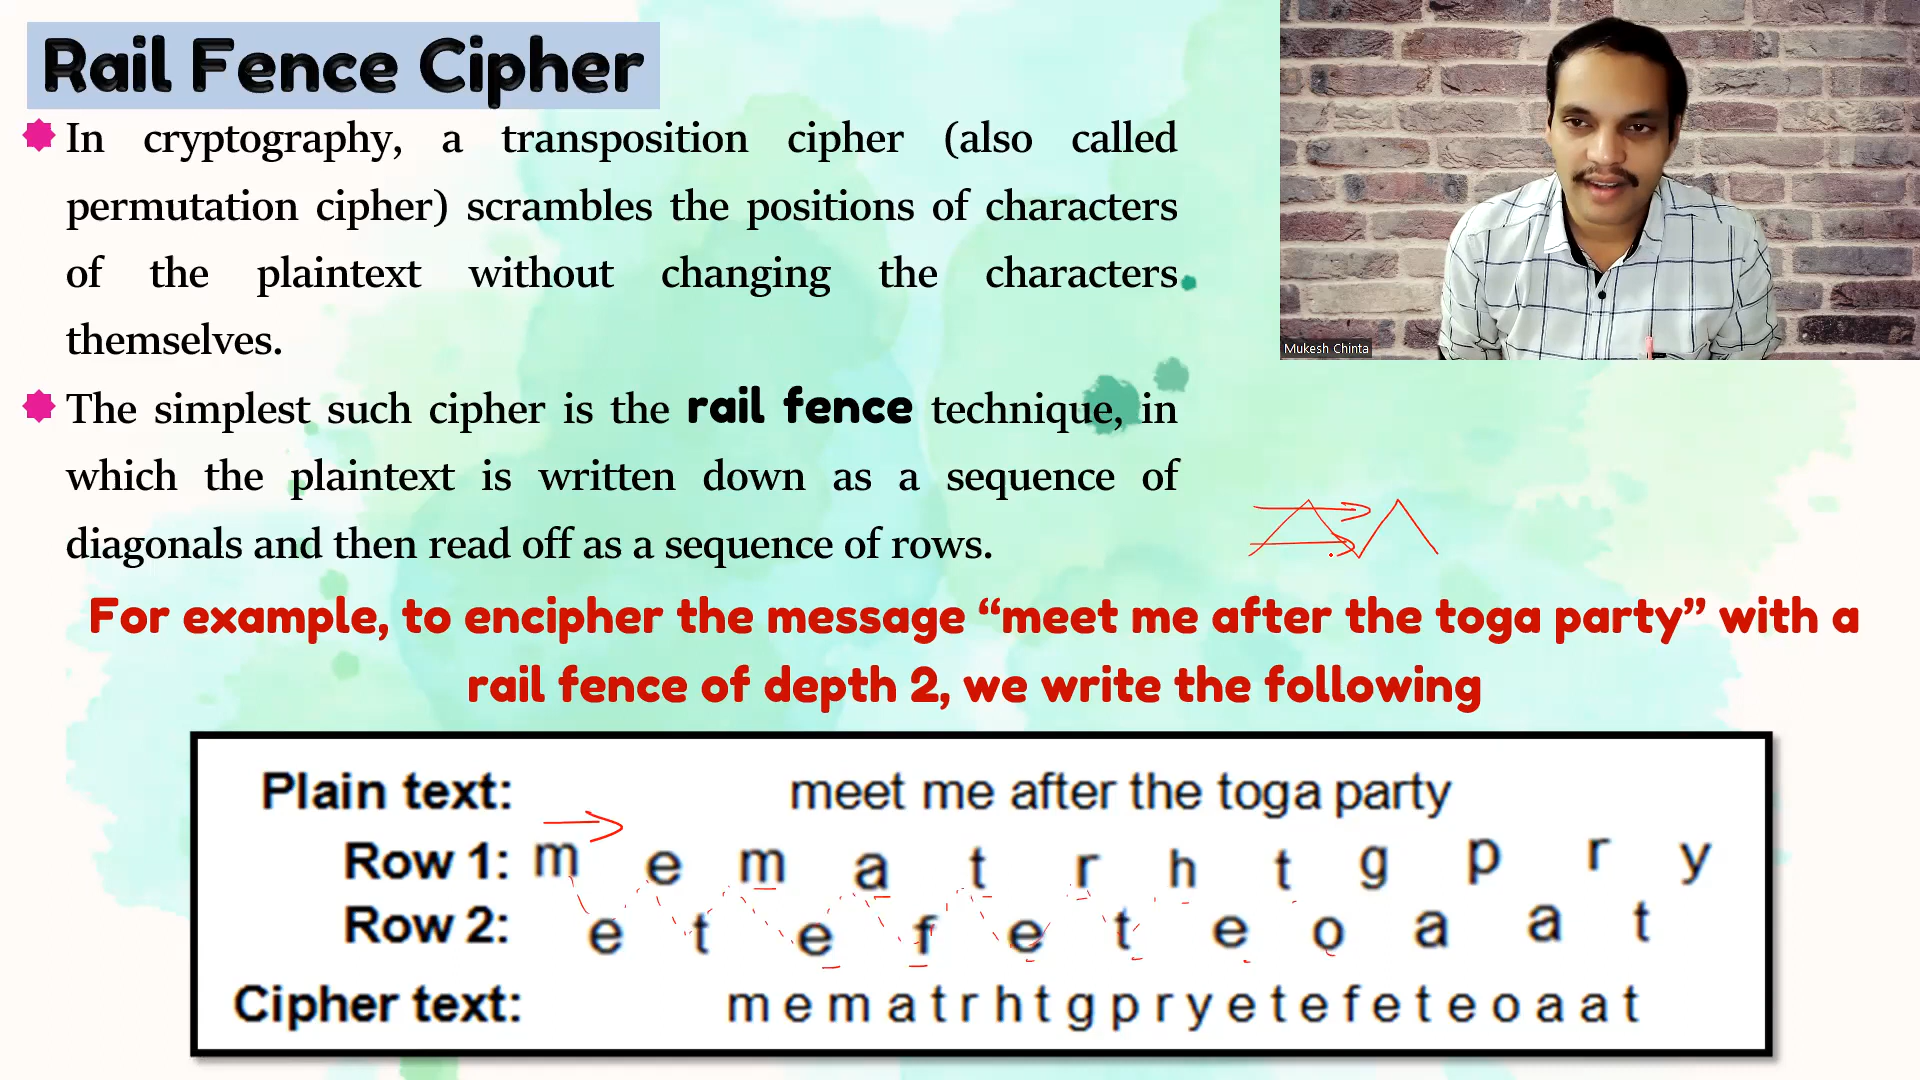 Rail Fence Cipher
In cryptography, a transposition cipher (also called
permutation cipher) scrambles the positions of characters
of the plaintext without changing the characters
themselves.
The simplest such cipher is the rail fence technique, in
which the plaintext is written down as a sequence of
diagonals and then read off as a sequence of rows.
For example, to encipher the message “meet me after the toga party” with a
rail fence of depth 2, we write the following
Plain text: meet me after the toga party
Row 1: m e m a t r h t g p r y
Row 2: e t e f e t e o a a t
Cipher text: m e m a t r h t g p r y e t e f e t e o a a t
Mukesh Chinta